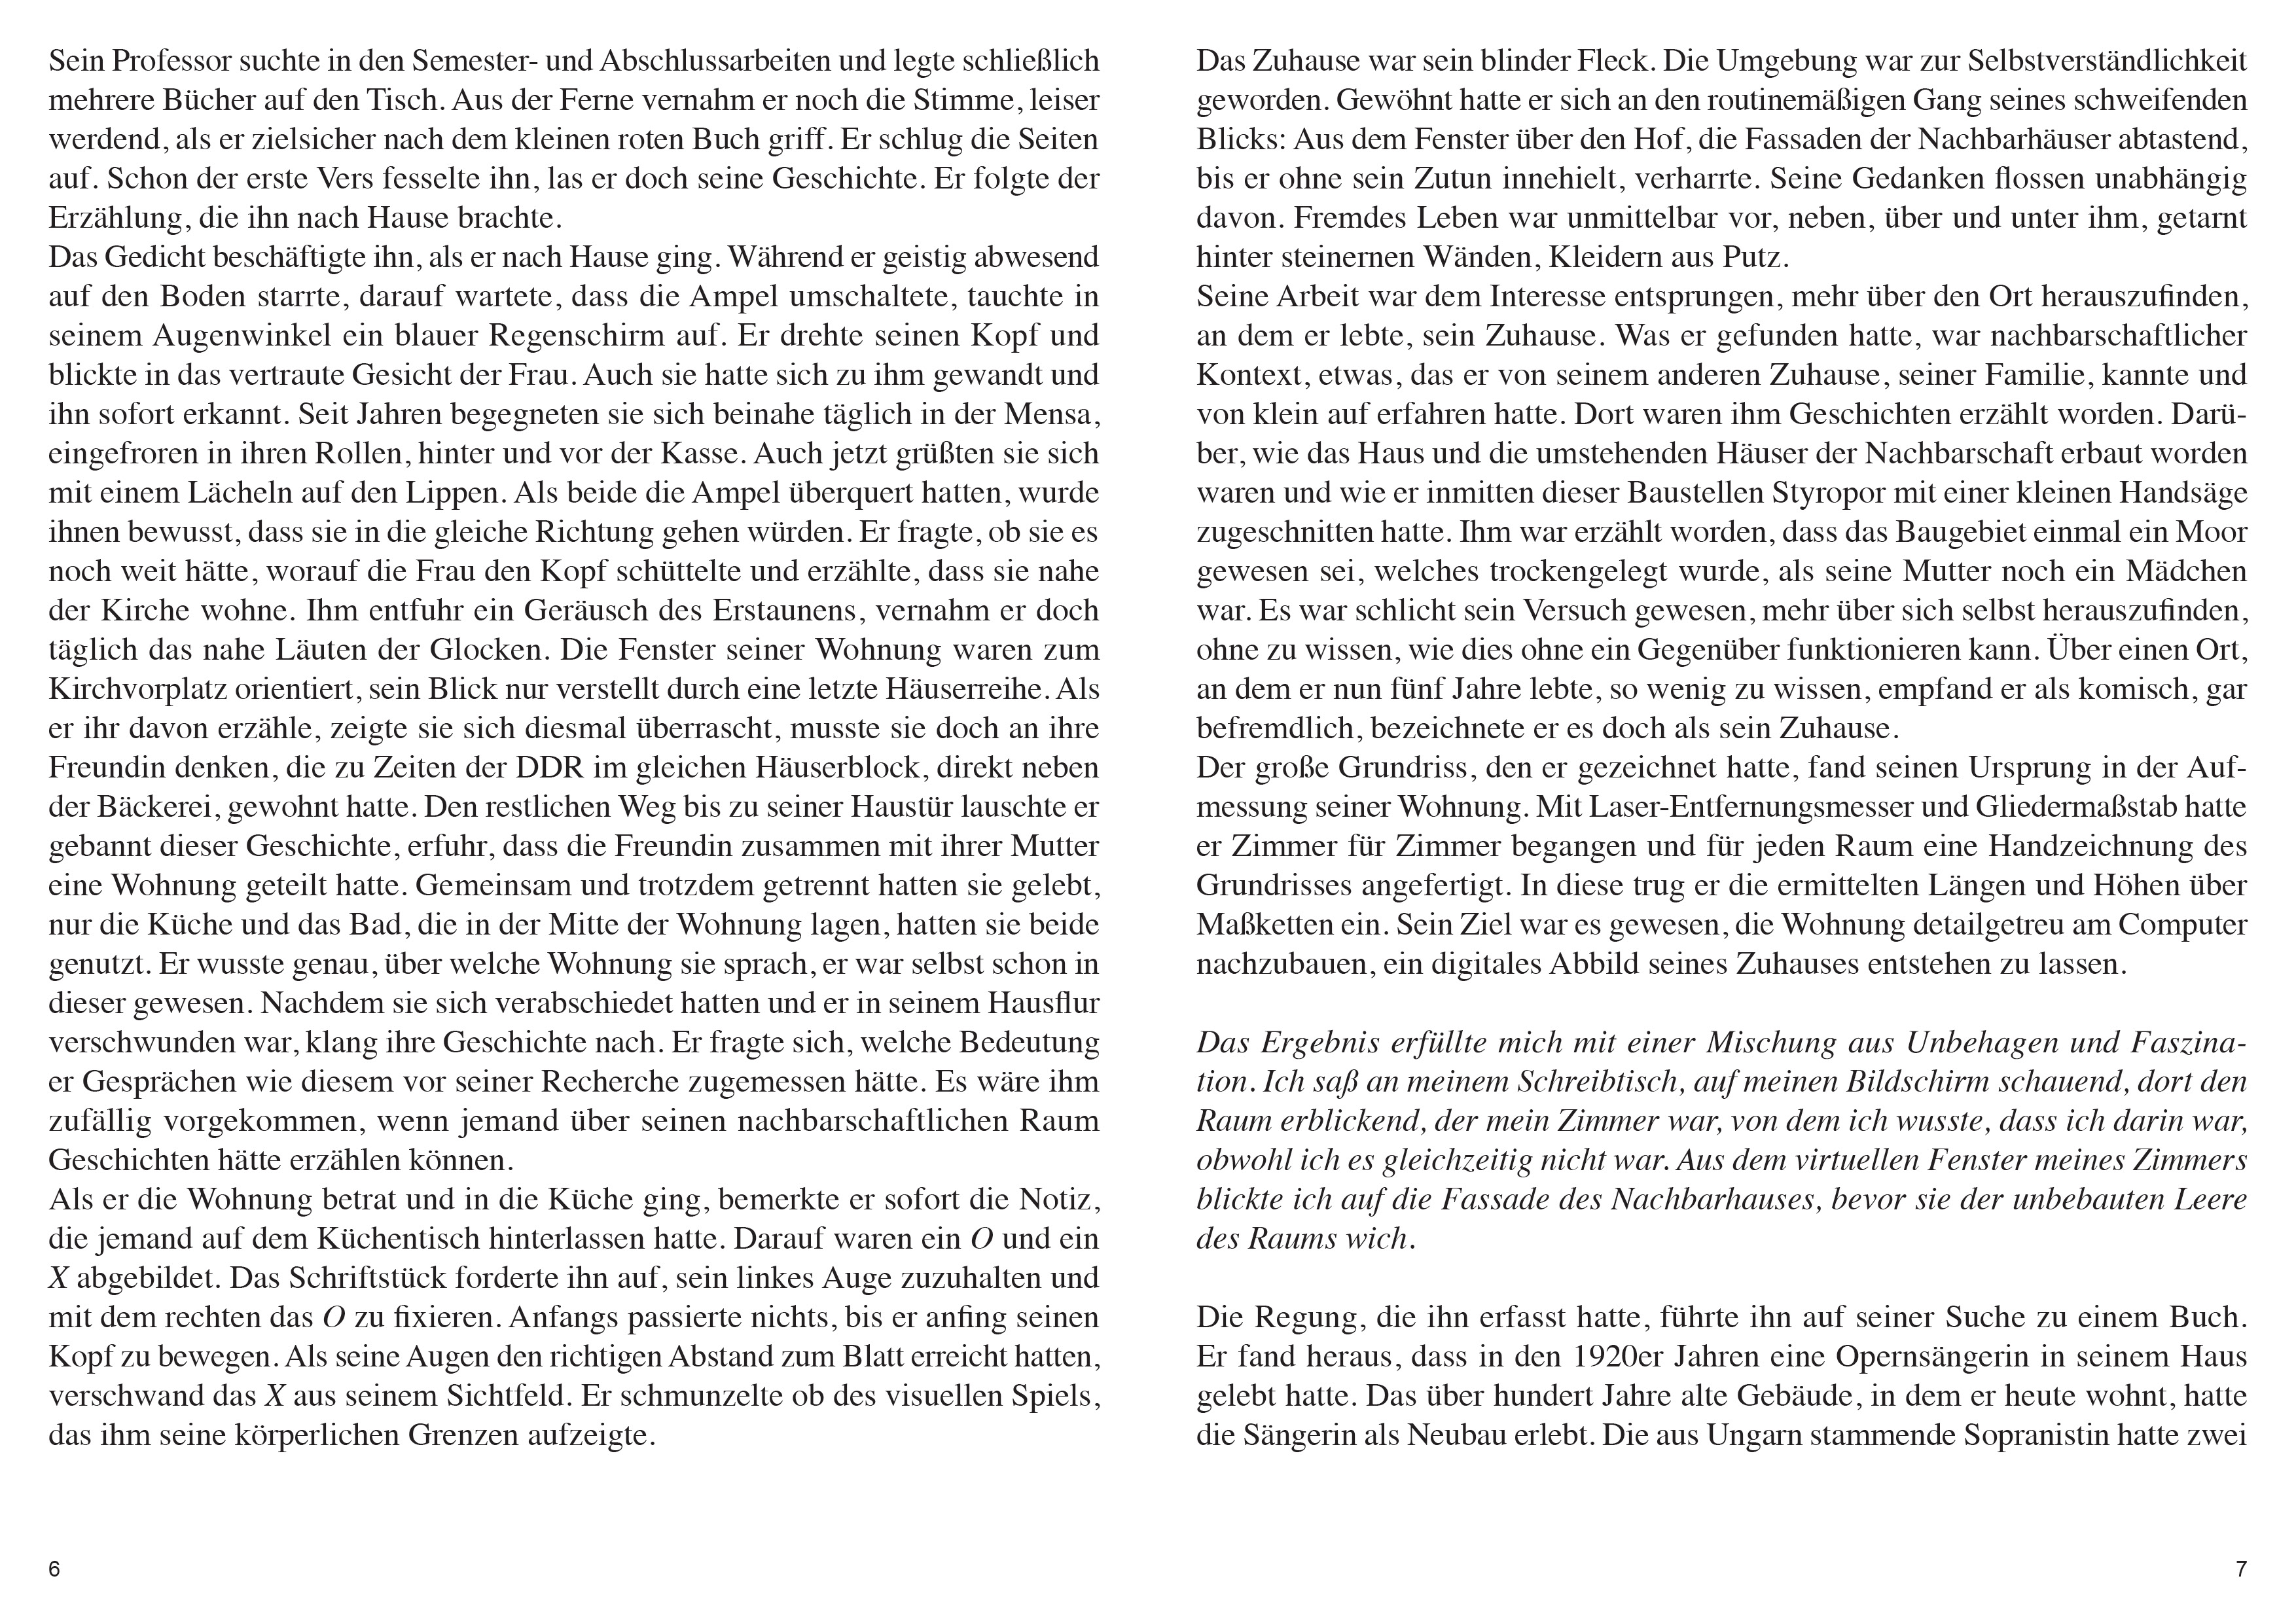 Sein Professor suchte in den Semester- und Abschlussarbeiten und legte schließlich
mehrere Bücher auf den Tisch. Aus der Ferne vernahm er noch die Stimme, leiser
werdend, als er zielsicher nach dem kleinen roten Buch griff. Er schlug die Seiten
auf. Schon der erste Vers fesselte ihn, las er doch seine Geschichte. Er folgte der
Erzählung, die ihn nach Hause brachte.
Das Gedicht beschäftigte ihn, als er nach Hause ging. Während er geistig abwesend
auf den Boden starrte, darauf wartete, dass die Ampel umschaltete, tauchte in
seinem Augenwinkel ein blauer Regenschirm auf. Er drehte seinen Kopf und
blickte in das vertraute Gesicht der Frau. Auch sie hatte sich zu ihm gewandt und
ihn sofort erkannt. Seit Jahren begegneten sie sich beinahe täglich in der Mensa,
eingefroren in ihren Rollen, hinter und vor der Kasse. Auch jetzt grüßten sie sich
mit einem Lächeln auf den Lippen. Als beide die Ampel überquert hatten, wurde
ihnen bewusst, dass sie in die gleiche Richtung gehen würden. Er fragte, ob sie es
noch weit hätte, worauf die Frau den Kopf schüttelte und erzählte, dass sie nahe
der Kirche wohne. Ihm entfuhr ein Geräusch des Erstaunens, vernahm er doch
täglich das nahe Läuten der Glocken. Die Fenster seiner Wohnung waren zum
Kirchvorplatz orientiert, sein Blick nur verstellt durch eine letzte Häuserreihe. Als
er ihr davon erzähle, zeigte sie sich diesmal überrascht, musste sie doch an ihre
Freundin denken, die zu Zeiten der DDR im gleichen Häuserblock, direkt neben
der Bäckerei, gewohnt hatte. Den restlichen Weg bis zu seiner Haustür lauschte er
gebannt dieser Geschichte, erfuhr, dass die Freundin zusammen mit ihrer Mutter
eine Wohnung geteilt hatte. Gemeinsam und trotzdem getrennt hatten sie gelebt,
nur die Küche und das Bad, die in der Mitte der Wohnung lagen, hatten sie beide
genutzt. Er wusste genau, über welche Wohnung sie sprach, er war selbst schon in
dieser gewesen. Nachdem sie sich verabschiedet hatten und er in seinem Hausflur
verschwunden war, klang ihre Geschichte nach. Er fragte sich, welche Bedeutung
er Gesprächen wie diesem vor seiner Recherche zugemessen hätte. Es wäre ihm
zufällig vorgekommen, wenn jemand über seinen nachbarschaftlichen Raum
Geschichten hätte erzählen können.
Als er die Wohnung betrat und in die Küche ging, bemerkte er sofort die Notiz,
die jemand auf dem Küchentisch hinterlassen hatte. Darauf waren ein O und ein
X abgebildet. Das Schriftstück forderte ihn auf, sein linkes Auge zuzuhalten und
mit dem rechten das O zu fixieren. Anfangs passierte nichts, bis er anfing seinen
Kopf zu bewegen. Als seine Augen den richtigen Abstand zum Blatt erreicht hatten,
verschwand das X aus seinem Sichtfeld. Er schmunzelte ob des visuellen Spiels,
das ihm seine körperlichen Grenzen aufzeigte.
6
Das Zuhause war sein blinder Fleck. Die Umgebung war zur Selbstverständlichkeit
geworden. Gewöhnt hatte er sich an den routinemäßigen Gang seines schweifenden
Blicks: Aus dem Fenster über den Hof, die Fassaden der Nachbarhäuser abtastend,
bis er ohne sein Zutun innehielt, verharrte. Seine Gedanken flossen unabhängig
davon. Fremdes Leben war unmittelbar vor, neben, über und unter ihm, getarnt
hinter steinernen Wänden, Kleidern aus Putz.
Seine Arbeit war dem Interesse entsprungen, mehr über den Ort herauszufinden,
an dem er lebte, sein Zuhause. Was er gefunden hatte, war nachbarschaftlicher
Kontext, etwas, das er von seinem anderen Zuhause, seiner Familie, kannte und
von klein auf erfahren hatte. Dort waren ihm Geschichten erzählt worden. Darü-
ber, wie das Haus und die umstehenden Häuser der Nachbarschaft erbaut worden
waren und wie er inmitten dieser Baustellen Styropor mit einer kleinen Handsäge
zugeschnitten hatte. Ihm war erzählt worden, dass das Baugebiet einmal ein Moor
gewesen sei, welches trockengelegt wurde, als seine Mutter noch ein Mädchen
war. Es war schlicht sein Versuch gewesen, mehr über sich selbst herauszufinden,
ohne zu wissen, wie dies ohne ein Gegenüber funktionieren kann. Über einen Ort,
an dem er nun fünf Jahre lebte, so wenig zu wissen, empfand er als komisch, gar
befremdlich, bezeichnete er es doch als sein Zuhause.
Der große Grundriss, den er gezeichnet hatte, fand seinen Ursprung in der Auf-
messung seiner Wohnung. Mit Laser-Entfernungsmesser und Gliedermaßstab hatte
er Zimmer für Zimmer begangen und für jeden Raum eine Handzeichnung des
Grundrisses angefertigt. In diese trug er die ermittelten Längen und Höhen über
Maßketten ein. Sein Ziel war es gewesen, die Wohnung detailgetreu am Computer
nachzubauen, ein digitales Abbild seines Zuhauses entstehen zu lassen.
Das Ergebnis erfüllte mich mit einer Mischung aus Unbehagen und Faszina-
tion. Ich saß an meinem Schreibtisch, auf meinen Bildschirm schauend, dort den
Raum erblickend, der mein Zimmer war, von dem ich wusste, dass ich darin war,
obwohl ich es gleichzeitig nicht war. Aus dem virtuellen Fenster meines Zimmers
blickte ich auf die Fassade des Nachbarhauses, bevor sie der unbebauten Leere
des Raums wich.
Die Regung, die ihn erfasst hatte, führte ihn auf seiner Suche zu einem Buch.
Er fand heraus, dass in den 1920er Jahren eine Opernsängerin in seinem Haus
gelebt hatte. Das über hundert Jahre alte Gebäude, in dem er heute wohnt, hatte
die Sängerin als Neubau erlebt. Die aus Ungarn stammende Sopranistin hatte zwei
7